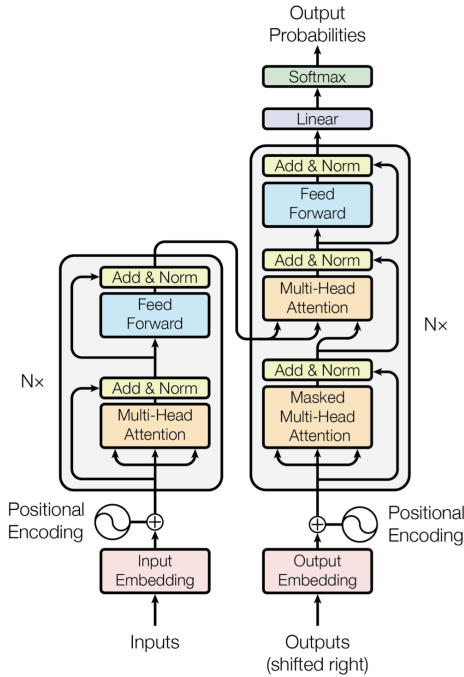 Output
Probabilities
Softmax
Linear
Add & Norm
Feed
Forward
Add & Norm
Multi-Head
Attention
Add & Norm
Masked
Multi-Head
Attention
N×
Add & Norm
Feed
Forward
Add & Norm
Multi-Head
Attention
N×
Positional
Encoding
Positional
Encoding
Input
Embedding
Output
Embedding
Inputs
Outputs
(shifted right)